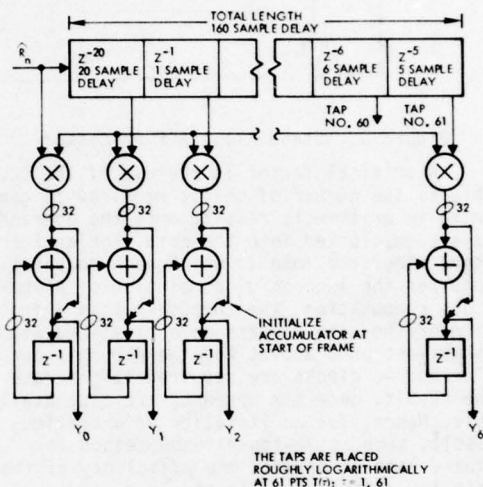 TOTAL LENGTH
160 SAMPLE DELAY
R̂n
Z⁻²⁰
20 SAMPLE
DELAY
Z⁻¹
1 SAMPLE
DELAY
Z⁻⁶
6 SAMPLE
DELAY
Z⁻⁵
5 SAMPLE
DELAY
TAP
NO. 60
TAP
NO. 61
× × × ×
32 32 32 32
+ + + +
32 32 32 32
INITIALIZE
ACCUMULATOR AT
START OF FRAME
Z⁻¹ Z⁻¹ Z⁻¹ Z⁻¹
Y0 Y1 Y2 Y6
THE TAPS ARE PLACED
ROUGHLY LOGARITHMICALLY
AT 61 PTS T(τ); τ = 1, 61